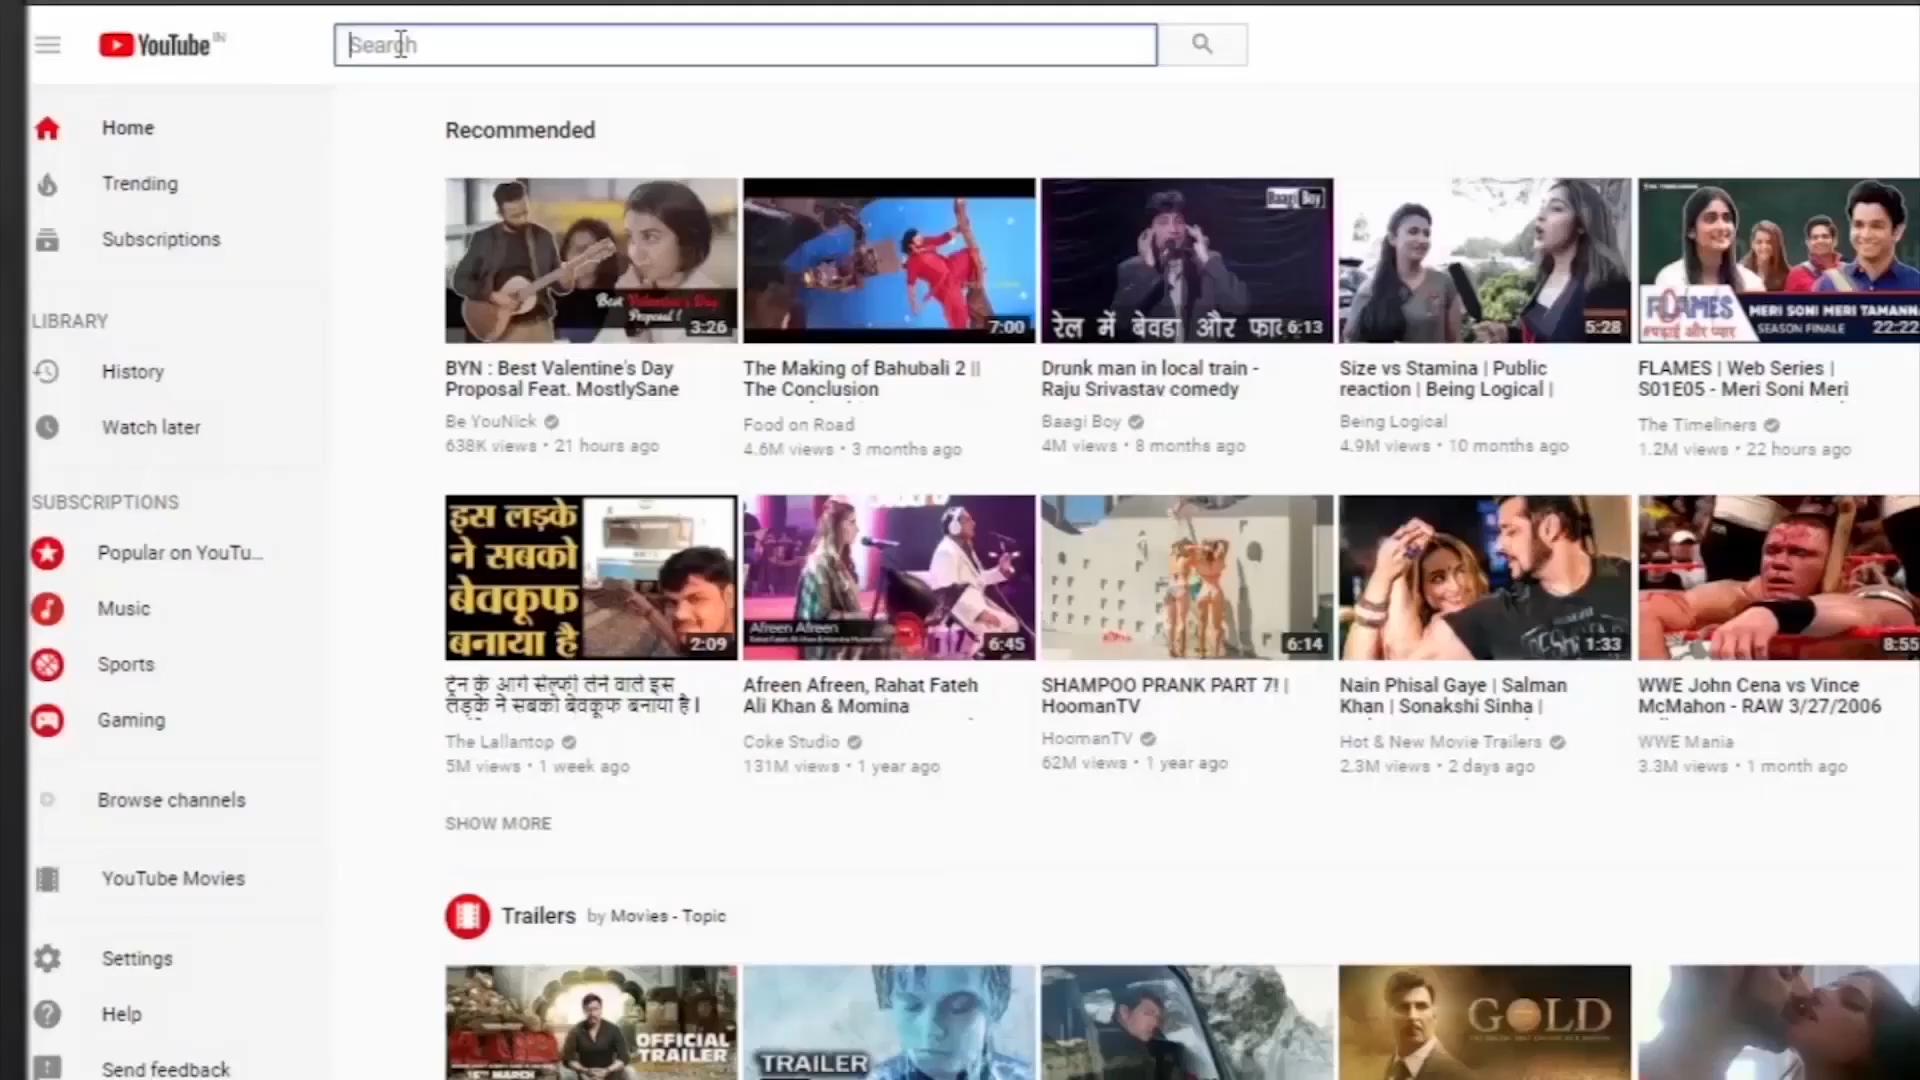 YouTube IN
Search
Home
Trending
Subscriptions
LIBRARY
History
Watch later
SUBSCRIPTIONS
Popular on YouTu...
Music
Sports
Gaming
Browse channels
YouTube Movies
Settings
Help
Send feedback
Recommended
Best Valentine's Day
Proposal !
3:26
7:00
Baagi Boy
रेल में बेवडा और
6:13
5:28
FLAMES
#पढ़ाई और प्यार
MERI SONI MERI TAMANN
SEASON FINALE
22:22
BYN : Best Valentine's Day
Proposal Feat. MostlySane
Be YouNick
638K views • 21 hours ago
The Making of Bahubali 2 ||
The Conclusion
Food on Road
4.6M views • 3 months ago
Drunk man in local train -
Raju Srivastav comedy
Baagi Boy
4M views • 8 months ago
Size vs Stamina | Public
reaction | Being Logical |
Being Logical
4.9M views • 10 months ago
FLAMES | Web Series |
S01E05 - Meri Soni Meri
The Timeliners
1.2M views • 22 hours ago
इस लड़के
ने सबको
बेवकूफ
बनाया है
2:09
Afreen Afreen
6:45
6:14
1:33
8:55
ट्रेन के आगे सेल्फी लेने वाले इस
लड़के ने सबको बेवकूफ बनाया है l
The Lallantop
5M views • 1 week ago
Afreen Afreen, Rahat Fateh
Ali Khan & Momina
Coke Studio
131M views • 1 year ago
SHAMPOO PRANK PART 7! |
HoomanTV
HoomanTV
62M views • 1 year ago
Nain Phisal Gaye | Salman
Khan | Sonakshi Sinha |
Hot & New Movie Trailers
2.3M views • 2 days ago
WWE John Cena vs Vince
McMahon - RAW 3/27/2006
WWE Mania
3.3M views • 1 month ago
SHOW MORE
Trailers by Movies - Topic
OFFICIAL
TRAILER
16TH MARCH
TRAILER
GOLD